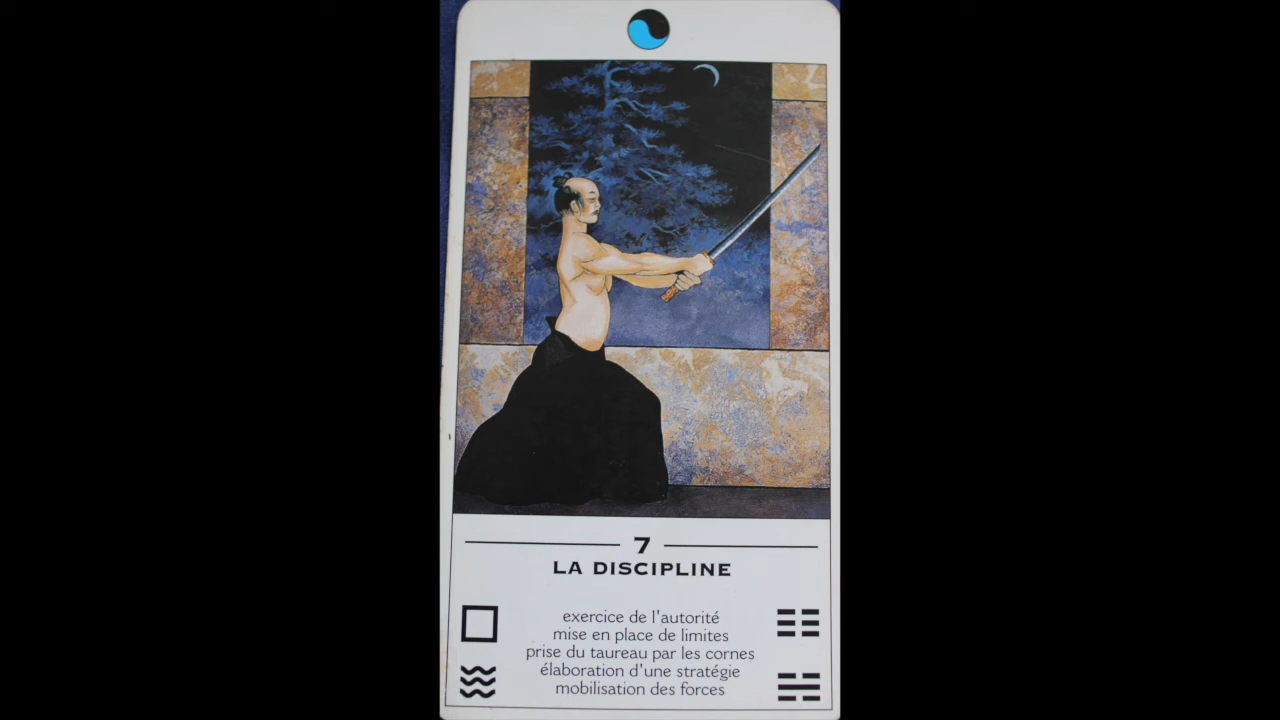 7
LA DISCIPLINE
exercice de l'autorité
mise en place de limites
prise du taureau par les cornes
élaboration d'une stratégie
mobilisation des forces